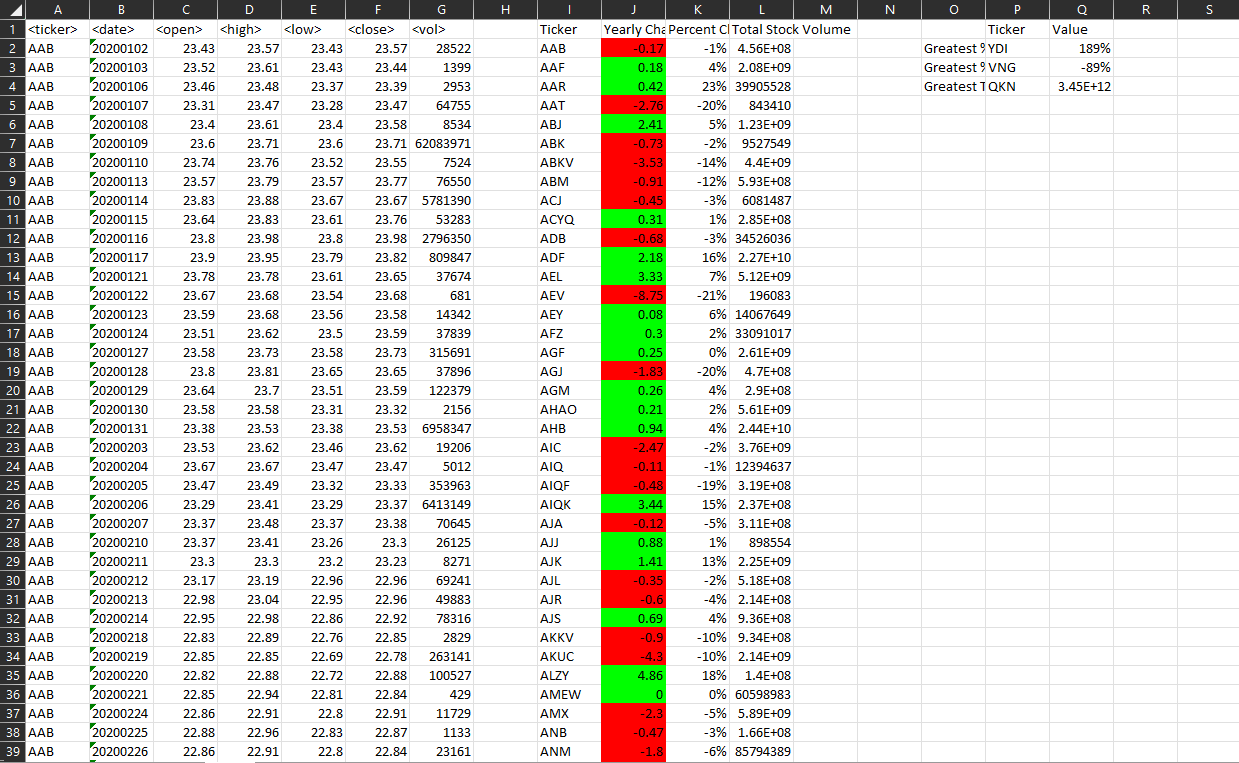 A B C D E F G H I J K L M N O P Q R S
1 <ticker> <date> <open> <high> <low> <close> <vol> Ticker Yearly Cha Percent Cl Total Stock Volume Ticker Value
2 AAB 20200102 23.43 23.57 23.43 23.57 28522 AAB -0.17 -1% 4.56E+08 Greatest % YDI 189%
3 AAB 20200103 23.52 23.61 23.43 23.44 1399 AAF 0.18 4% 2.08E+09 Greatest % VNG -89%
4 AAB 20200106 23.46 23.48 23.37 23.39 2953 AAR 0.42 23% 39905528 Greatest T QKN 3.45E+12
5 AAB 20200107 23.31 23.47 23.28 23.47 64755 AAT -2.76 -20% 843410
6 AAB 20200108 23.4 23.61 23.4 23.58 8534 ABJ 2.41 5% 1.23E+09
7 AAB 20200109 23.6 23.71 23.6 23.71 62083971 ABK -0.73 -2% 9527549
8 AAB 20200110 23.74 23.76 23.52 23.55 7524 ABKV -3.53 -14% 4.4E+09
9 AAB 20200113 23.57 23.79 23.57 23.77 76550 ABM -0.91 -12% 5.93E+08
10 AAB 20200114 23.83 23.88 23.67 23.67 5781390 ACJ -0.45 -3% 6081487
11 AAB 20200115 23.64 23.83 23.61 23.76 53283 ACYQ 0.31 1% 2.85E+08
12 AAB 20200116 23.8 23.98 23.8 23.98 2796350 ADB -0.68 -3% 34526036
13 AAB 20200117 23.9 23.95 23.79 23.82 809847 ADF 2.18 16% 2.27E+10
14 AAB 20200121 23.78 23.78 23.61 23.65 37674 AEL 3.33 7% 5.12E+09
15 AAB 20200122 23.67 23.68 23.54 23.68 681 AEV -8.75 -21% 196083
16 AAB 20200123 23.59 23.68 23.56 23.58 14342 AEY 0.08 6% 14067649
17 AAB 20200124 23.51 23.62 23.5 23.59 37839 AFZ 0.3 2% 33091017
18 AAB 20200127 23.58 23.73 23.58 23.73 315691 AGF 0.25 0% 2.61E+09
19 AAB 20200128 23.8 23.81 23.65 23.65 37896 AGJ -1.83 -20% 4.7E+08
20 AAB 20200129 23.64 23.7 23.51 23.59 122379 AGM 0.26 4% 2.9E+08
21 AAB 20200130 23.58 23.58 23.31 23.32 2156 AHAO 0.21 2% 5.61E+09
22 AAB 20200131 23.38 23.53 23.38 23.53 6958347 AHB 0.94 4% 2.44E+10
23 AAB 20200203 23.53 23.62 23.46 23.62 19206 AIC -2.47 -2% 3.76E+09
24 AAB 20200204 23.67 23.67 23.47 23.47 5012 AIQ -0.11 -1% 12394637
25 AAB 20200205 23.47 23.49 23.32 23.33 353963 AIQF -0.48 -19% 3.19E+08
26 AAB 20200206 23.29 23.41 23.29 23.37 6413149 AIQK 3.44 15% 2.37E+08
27 AAB 20200207 23.37 23.48 23.37 23.38 70645 AJA -0.12 -5% 3.11E+08
28 AAB 20200210 23.37 23.41 23.26 23.3 26125 AJJ 0.88 1% 898554
29 AAB 20200211 23.3 23.3 23.2 23.23 8271 AJK 1.41 13% 2.25E+09
30 AAB 20200212 23.17 23.19 22.96 22.96 69241 AJL -0.35 -2% 5.18E+08
31 AAB 20200213 22.98 23.04 22.95 22.96 49883 AJR -0.6 -4% 2.14E+08
32 AAB 20200214 22.95 22.98 22.86 22.92 78316 AJS 0.69 4% 9.36E+08
33 AAB 20200218 22.83 22.89 22.76 22.85 2829 AKKV -0.9 -10% 9.34E+08
34 AAB 20200219 22.85 22.85 22.69 22.78 263141 AKUC -4.3 -10% 2.14E+09
35 AAB 20200220 22.82 22.88 22.72 22.88 100527 ALZY 4.86 18% 1.4E+08
36 AAB 20200221 22.85 22.94 22.81 22.84 429 AMEW 0 0% 60598983
37 AAB 20200224 22.86 22.91 22.8 22.91 11729 AMX -2.3 -5% 5.89E+09
38 AAB 20200225 22.88 22.96 22.83 22.87 1133 ANB -0.47 -3% 1.66E+08
39 AAB 20200226 22.86 22.91 22.8 22.84 23161 ANM -1.8 -6% 85794389